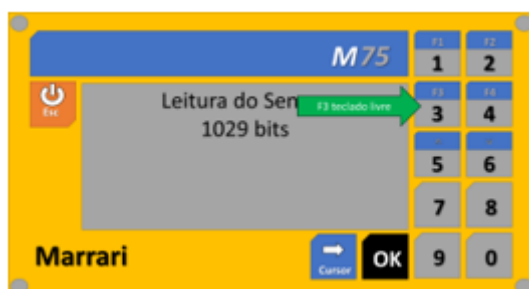 M75
F1 F2
1 2
Esc
Leitura do Sen
F3 teclado livre
F3 F4
3 4
1029 bits
5 6
7 8
Marrari
Cursor
OK
9 0